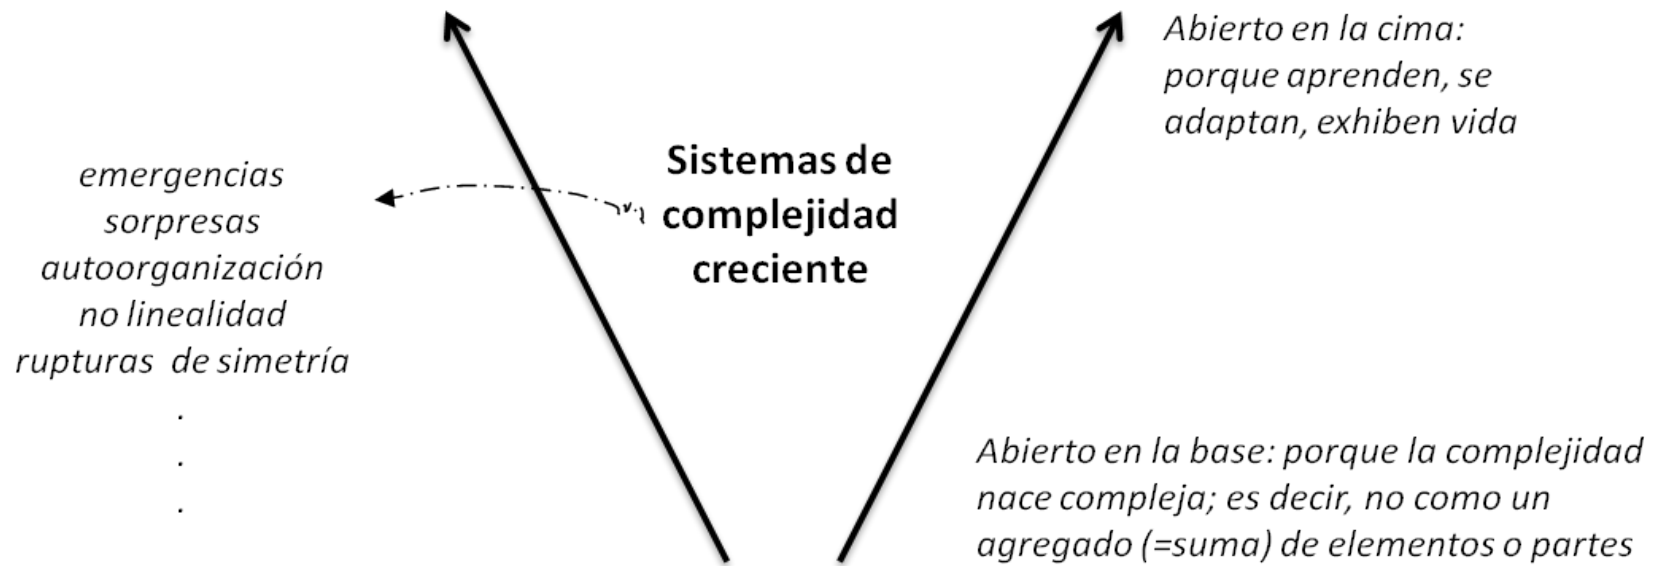 Abierto en la cima:
porque aprenden, se
adaptan, exhiben vida
Sistemas de
complejidad
creciente
emergencias
sorpresas
autoorganización
no linealidad
rupturas de simetría
.
.
.
Abierto en la base: porque la complejidad
nace compleja; es decir, no como un
agregado (=suma) de elementos o partes